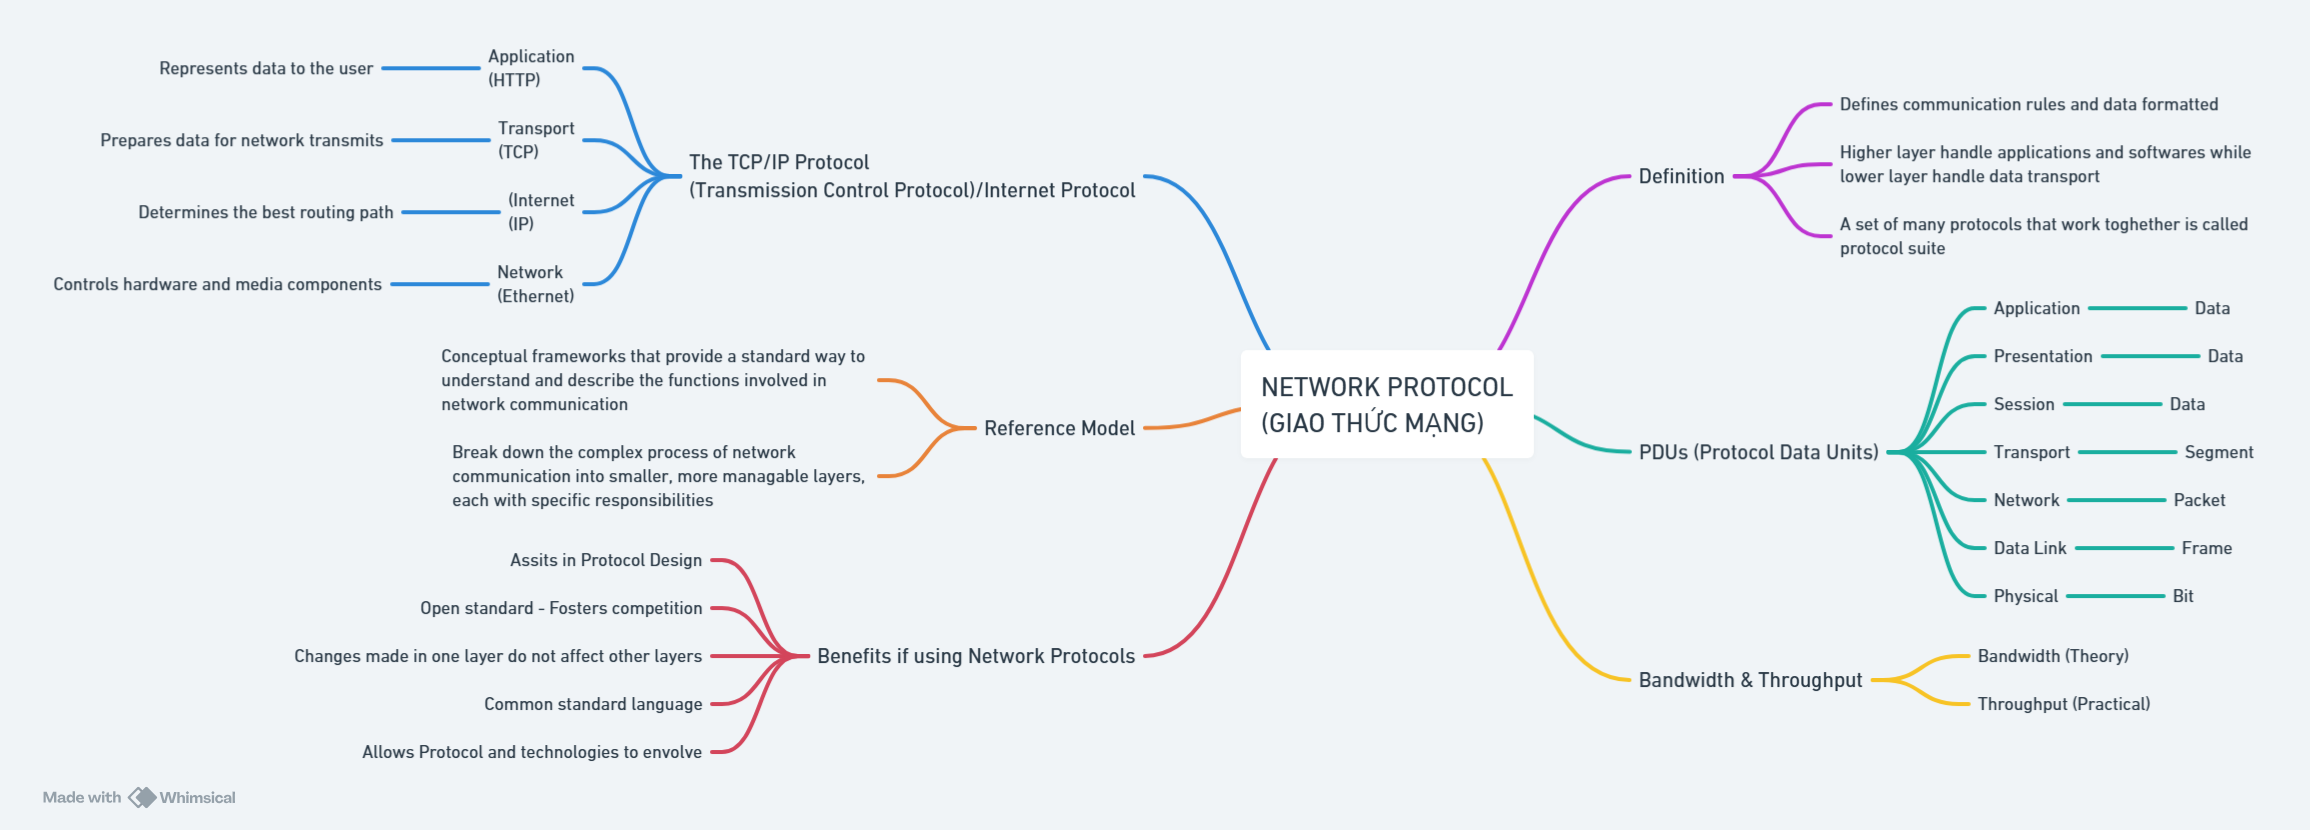 NETWORK PROTOCOL
(GIAO THỨC MẠNG)
The TCP/IP Protocol
(Transmission Control Protocol)/Internet Protocol
Application
(HTTP)
Represents data to the user
Transport
(TCP)
Prepares data for network transmits
(Internet
(IP)
Determines the best routing path
Network
(Ethernet)
Controls hardware and media components
Reference Model
Conceptual frameworks that provide a standard way to
understand and describe the functions involved in
network communication
Break down the complex process of network
communication into smaller, more managable layers,
each with specific responsibilities
Benefits if using Network Protocols
Assits in Protocol Design
Open standard - Fosters competition
Changes made in one layer do not affect other layers
Common standard language
Allows Protocol and technologies to envolve
Definition
Defines communication rules and data formatted
Higher layer handle applications and softwares while
lower layer handle data transport
A set of many protocols that work toghether is called
protocol suite
PDUs (Protocol Data Units)
Application
Data
Presentation
Data
Session
Data
Transport
Segment
Network
Packet
Data Link
Frame
Physical
Bit
Bandwidth & Throughput
Bandwidth (Theory)
Throughput (Practical)
Made with Whimsical